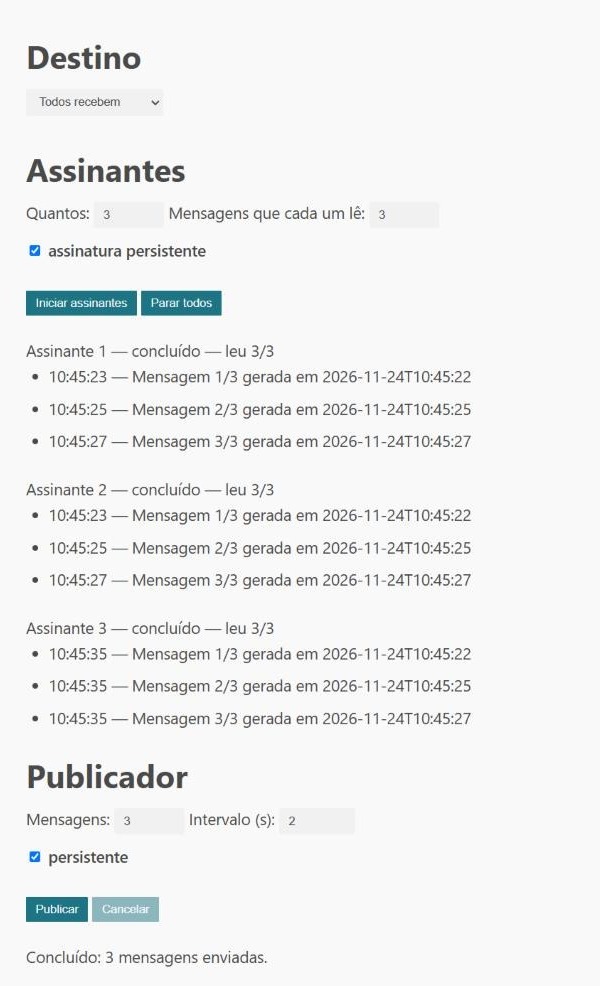 Destino
Todos recebem
Assinantes
Quantos: 3 Mensagens que cada um lê: 3
assinatura persistente
Iniciar assinantes Parar todos
Assinante 1 — concluído — leu 3/3
• 10:45:23 — Mensagem 1/3 gerada em 2026-11-24T10:45:22
• 10:45:25 — Mensagem 2/3 gerada em 2026-11-24T10:45:25
• 10:45:27 — Mensagem 3/3 gerada em 2026-11-24T10:45:27
Assinante 2 — concluído — leu 3/3
• 10:45:23 — Mensagem 1/3 gerada em 2026-11-24T10:45:22
• 10:45:25 — Mensagem 2/3 gerada em 2026-11-24T10:45:25
• 10:45:27 — Mensagem 3/3 gerada em 2026-11-24T10:45:27
Assinante 3 — concluído — leu 3/3
• 10:45:35 — Mensagem 1/3 gerada em 2026-11-24T10:45:22
• 10:45:35 — Mensagem 2/3 gerada em 2026-11-24T10:45:25
• 10:45:35 — Mensagem 3/3 gerada em 2026-11-24T10:45:27
Publicador
Mensagens: 3 Intervalo (s): 2
persistente
Publicar Cancelar
Concluído: 3 mensagens enviadas.